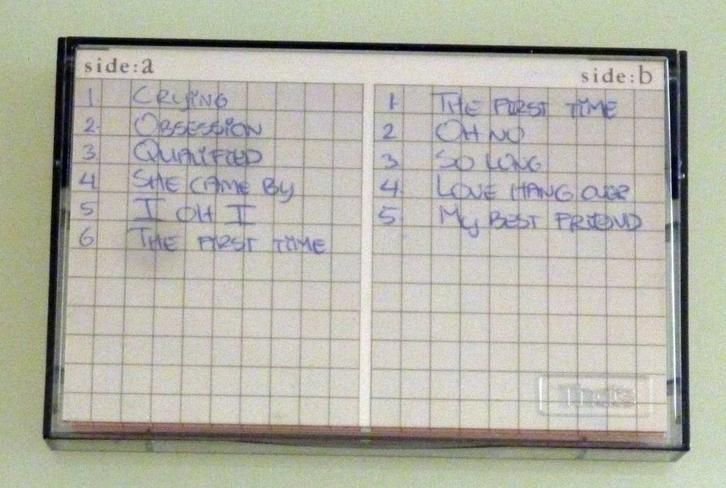 side:a
1 CRYING
2. OBSESSION
3. QUALIFIED
4 SHE CAME BY
5 I OH I
6 THE FIRST TIME
side:b
1. THE FIRST TIME
2 OH NO
3 SO LONG
4. LOVE HANG OVER
5. My BEST FRIEND